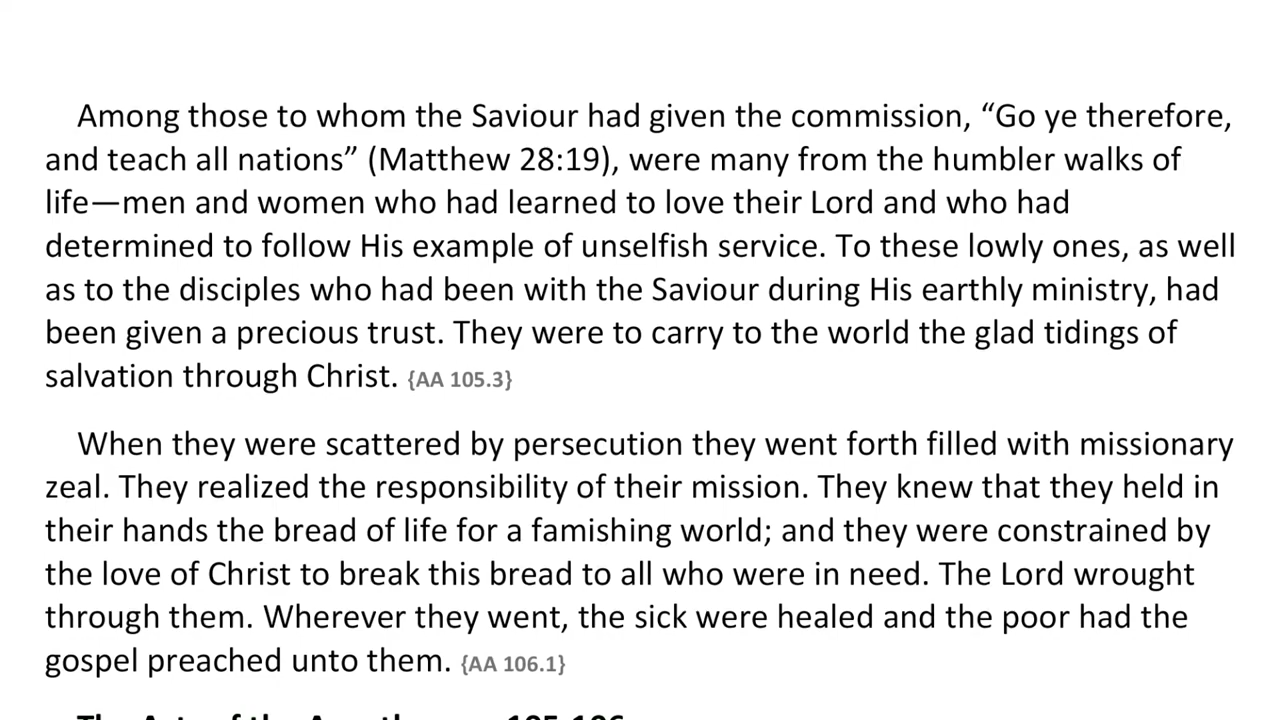 Among those to whom the Saviour had given the commission, “Go ye therefore,
and teach all nations” (Matthew 28:19), were many from the humbler walks of
life—men and women who had learned to love their Lord and who had
determined to follow His example of unselfish service. To these lowly ones, as well
as to the disciples who had been with the Saviour during His earthly ministry, had
been given a precious trust. They were to carry to the world the glad tidings of
salvation through Christ. {AA 105.3}
When they were scattered by persecution they went forth filled with missionary
zeal. They realized the responsibility of their mission. They knew that they held in
their hands the bread of life for a famishing world; and they were constrained by
the love of Christ to break this bread to all who were in need. The Lord wrought
through them. Wherever they went, the sick were healed and the poor had the
gospel preached unto them. {AA 106.1}
The Acts of the Apostles